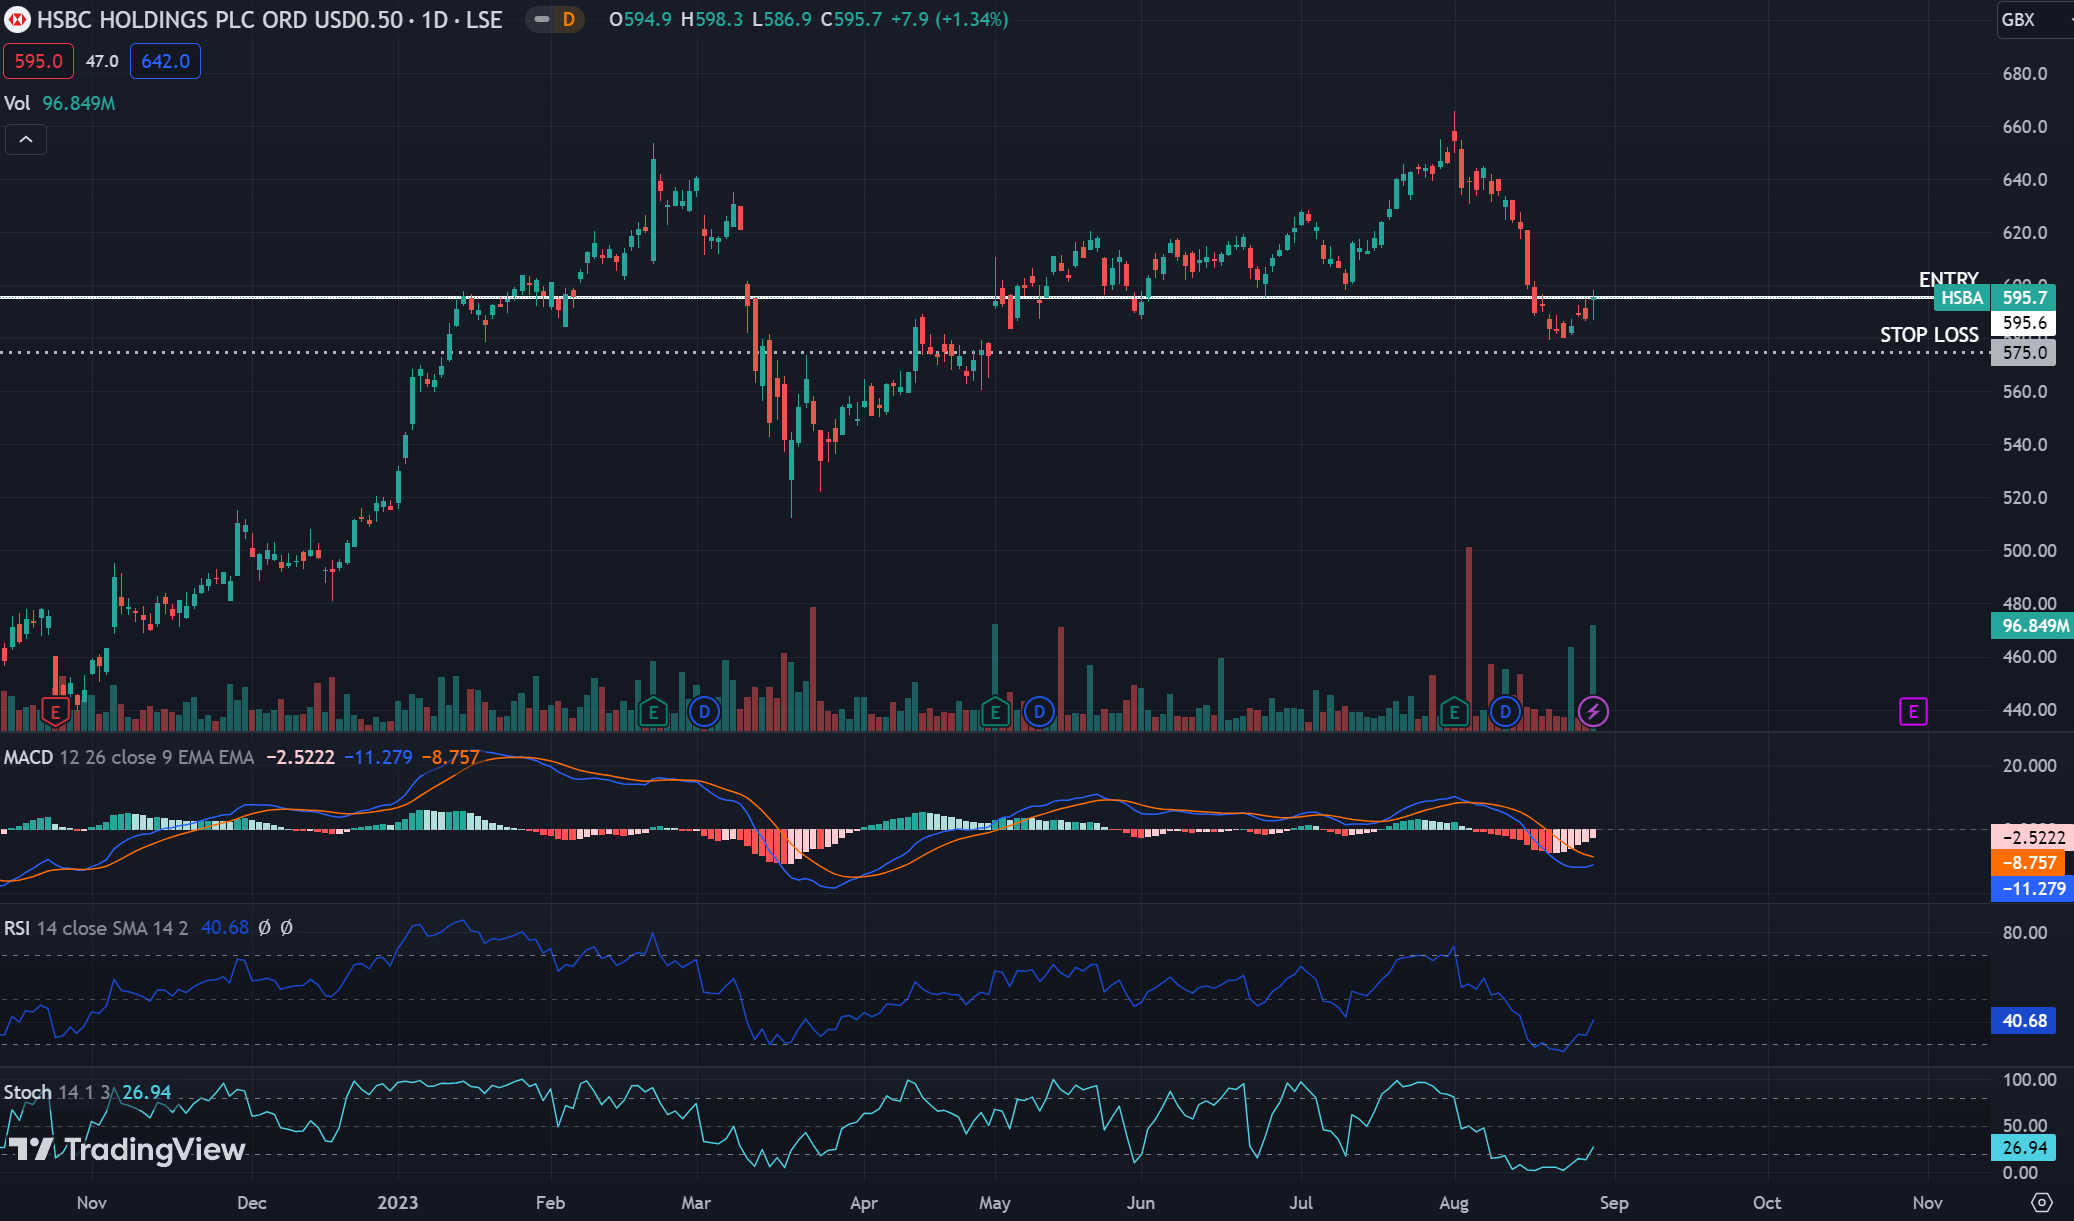 HSBC HOLDINGS PLC ORD USD0.50 · 1D · LSE D O594.9 H598.3 L586.9 C595.7 +7.9 (+1.34%)
GBX
595.0 47.0 642.0
Vol 96.849M
680.0
660.0
640.0
620.0
ENTRY
HSBA 595.7
595.6
STOP LOSS
575.0
560.0
540.0
520.0
500.00
480.00
96.849M
460.00
440.00
E E D E D E D E
MACD 12 26 close 9 EMA EMA −2.5222 −11.279 −8.757
20.000
−2.5222
−8.757
−11.279
RSI 14 close SMA 14 2 40.68 Ø Ø
80.00
40.68
Stoch 14 1 3 26.94
100.00
50.00
26.94
0.00
TradingView
Nov Dec 2023 Feb Mar Apr May Jun Jul Aug Sep Oct Nov